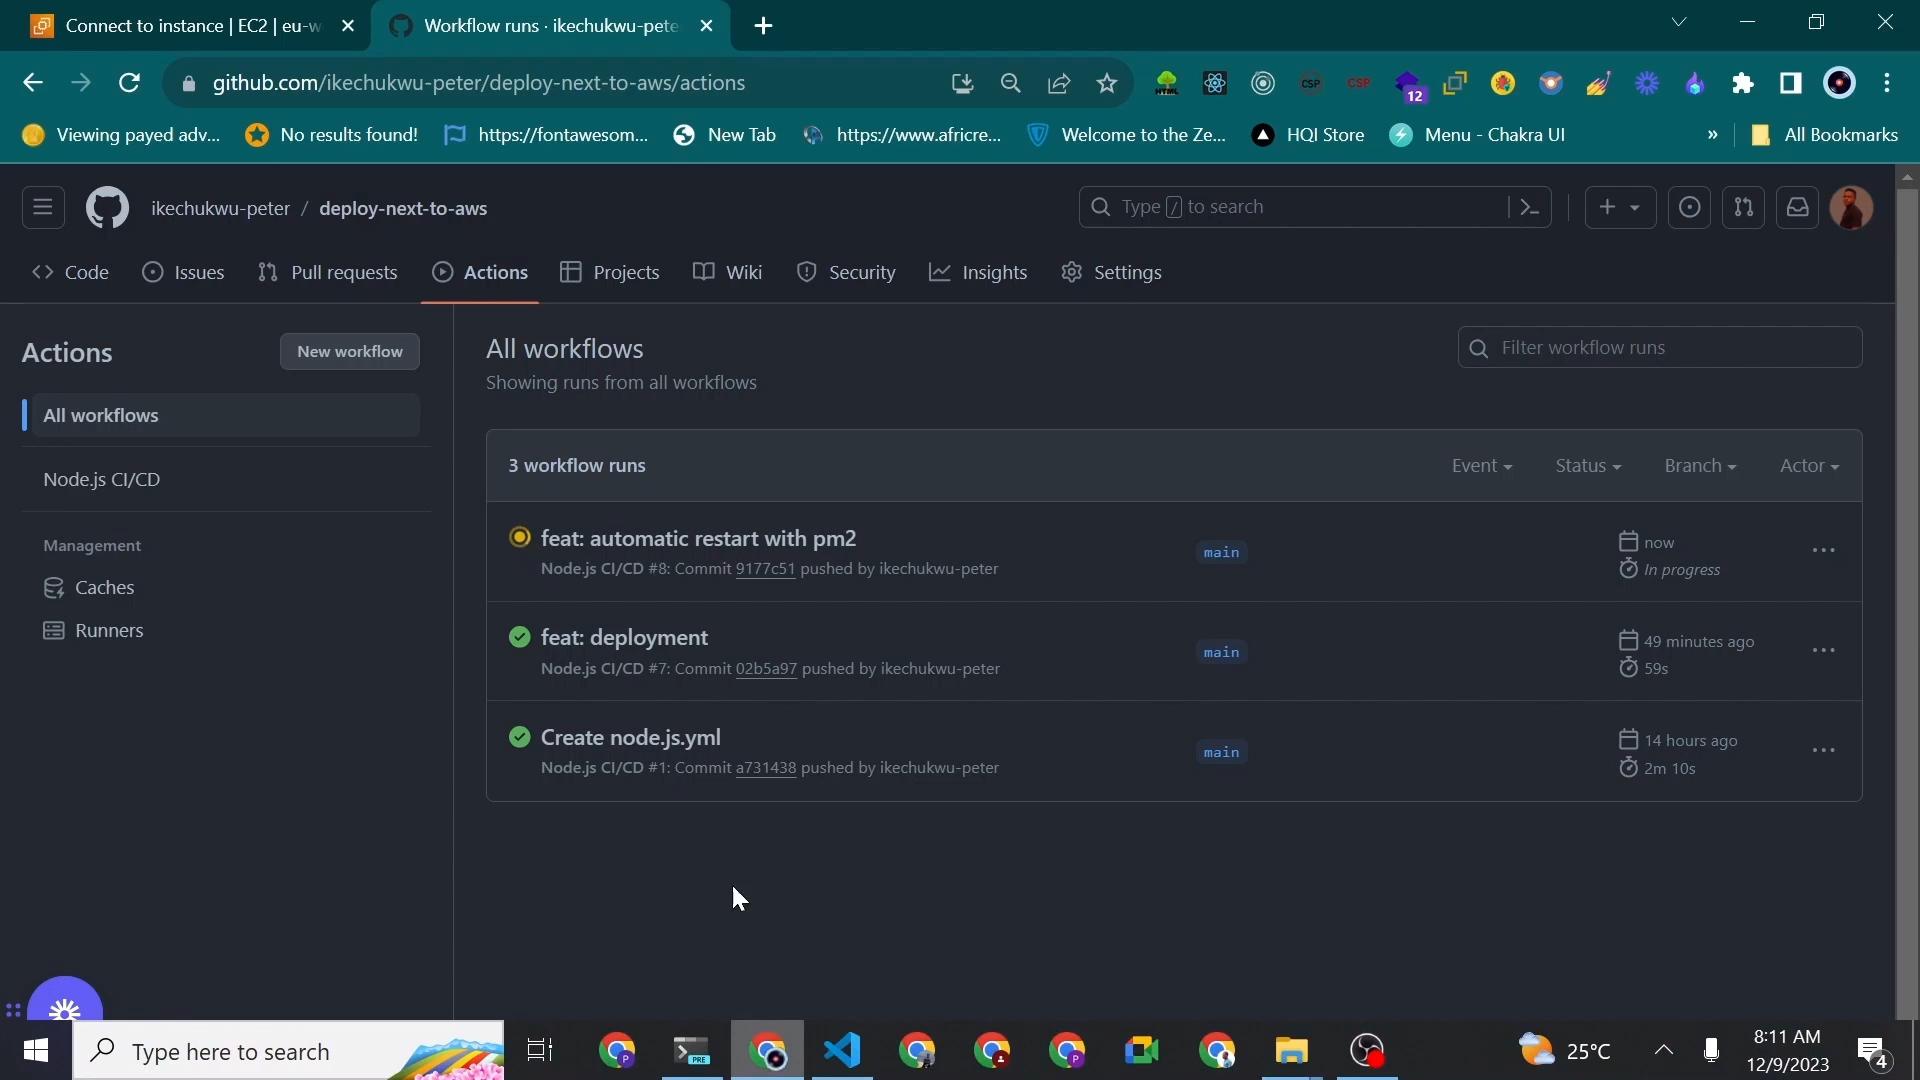 Connect to instance | EC2 | eu-w
Workflow runs · ikechukwu-pete
github.com/ikechukwu-peter/deploy-next-to-aws/actions
HTML
CSP
CSP
12
Viewing payed adv...
No results found!
https://fontawesom...
New Tab
https://www.africre...
Welcome to the Ze...
HQI Store
Menu - Chakra UI
»
All Bookmarks
ikechukwu-peter / deploy-next-to-aws
Type / to search
Code
Issues
Pull requests
Actions
Projects
Wiki
Security
Insights
Settings
Actions
New workflow
All workflows
Node.js CI/CD
Management
Caches
Runners
All workflows
Showing runs from all workflows
Filter workflow runs
3 workflow runs
Event
Status
Branch
Actor
feat: automatic restart with pm2
Node.js CI/CD #8: Commit 9177c51 pushed by ikechukwu-peter
main
now
In progress
feat: deployment
Node.js CI/CD #7: Commit 02b5a97 pushed by ikechukwu-peter
main
49 minutes ago
59s
Create node.js.yml
Node.js CI/CD #1: Commit a731438 pushed by ikechukwu-peter
main
14 hours ago
2m 10s
Type here to search
P
PRE
P
25°C
8:11 AM
12/9/2023
4